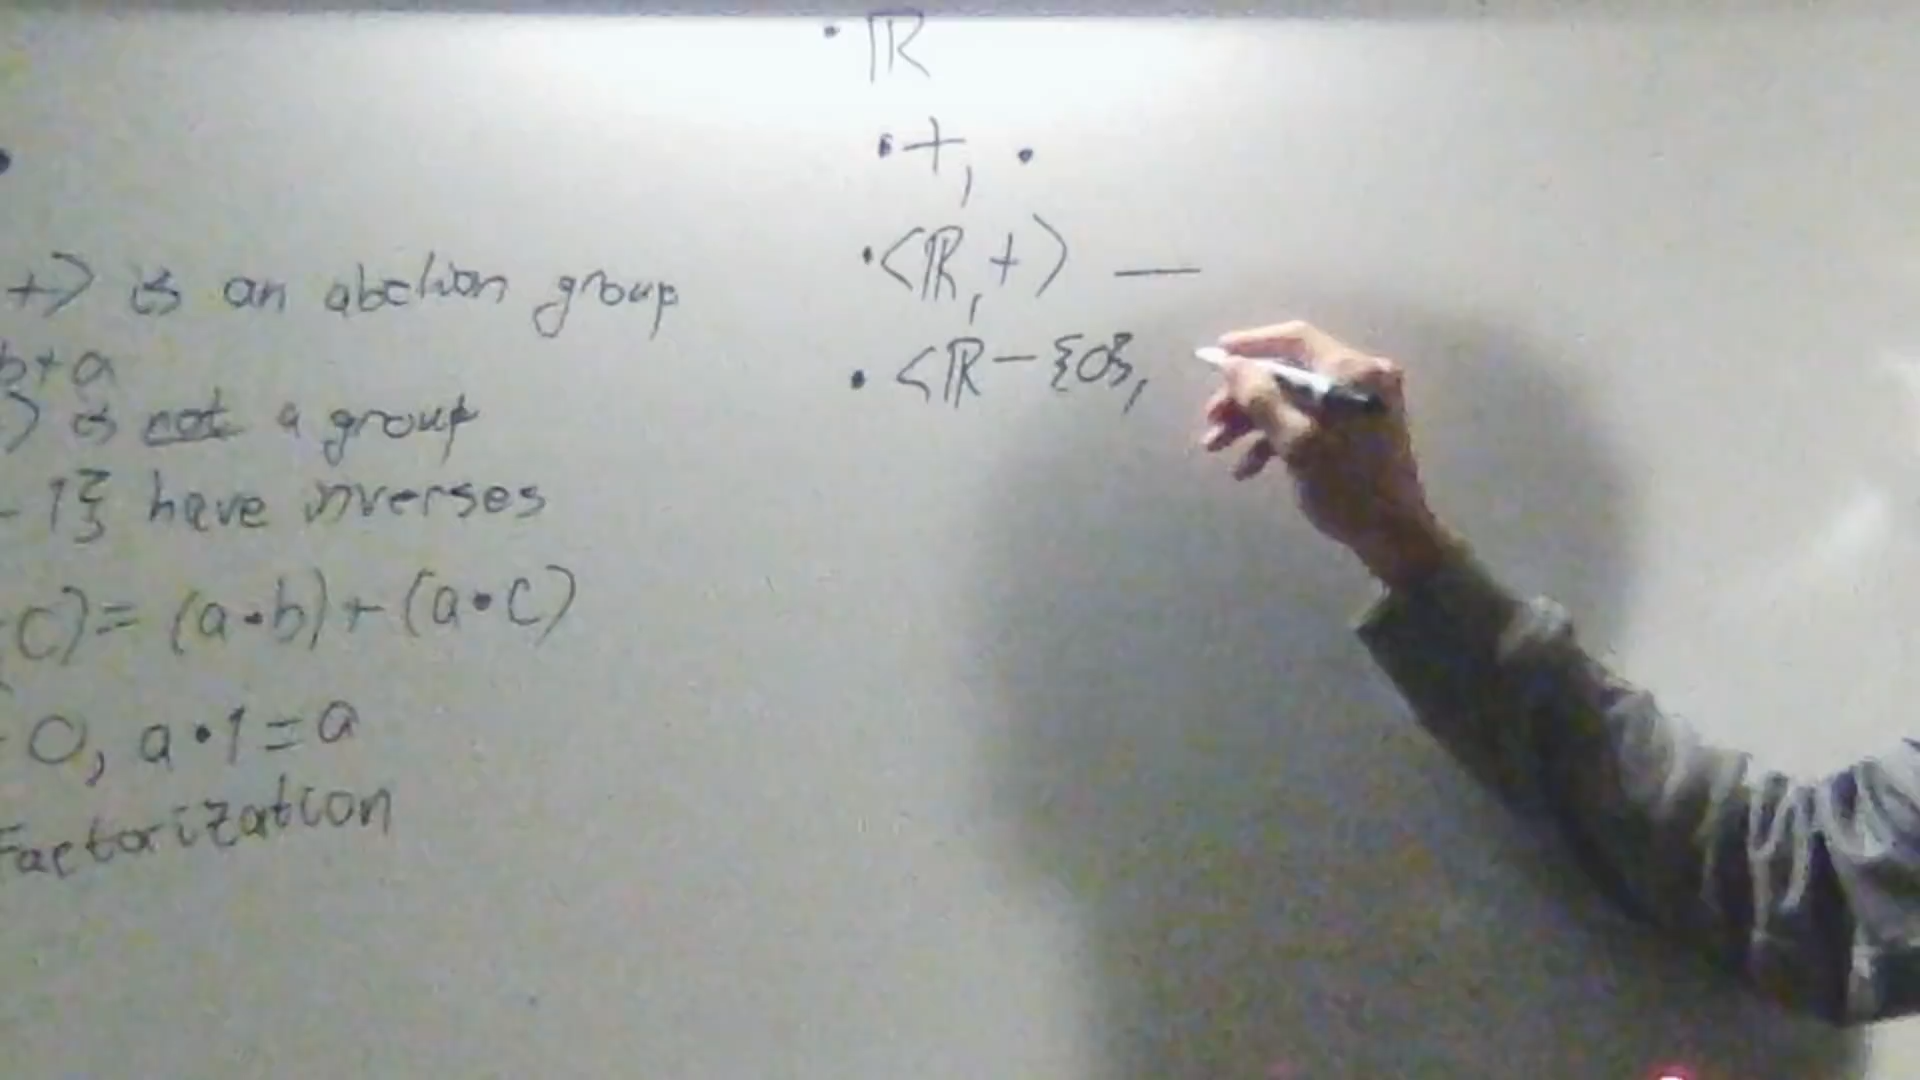 •
+⟩ is an abelian group
b+a
⟩ is not a group
-1} have inverses
c)=(a•b)+(a•c)
0, a•1=a
Factorization
•ℝ
•+, •
•⟨ℝ,+⟩ —
•⟨ℝ-{0},